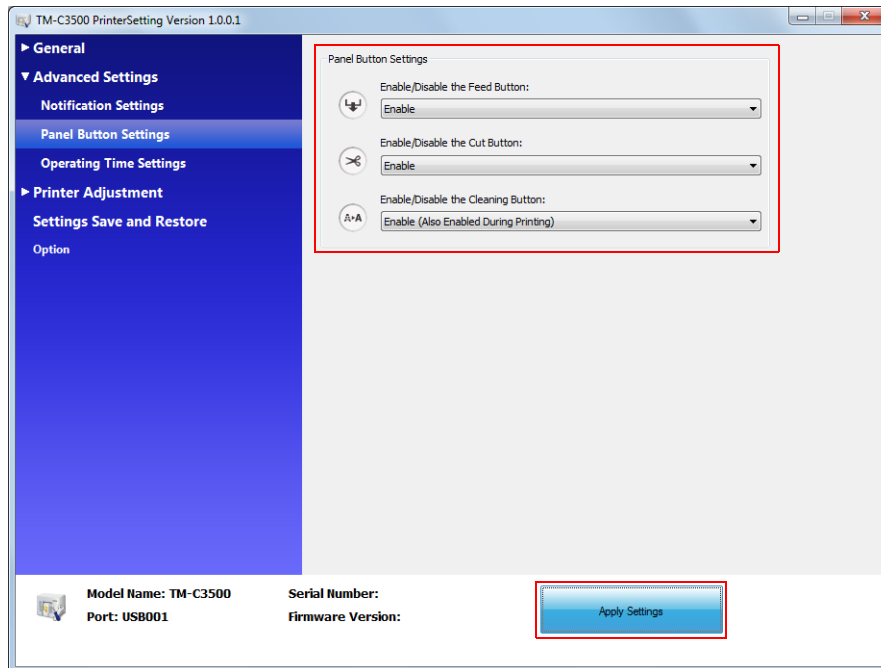 TM-C3500 PrinterSetting Version 1.0.0.1
General
Advanced Settings
Notification Settings
Panel Button Settings
Operating Time Settings
Printer Adjustment
Settings Save and Restore
Option
Panel Button Settings
Enable/Disable the Feed Button:
Enable
Enable/Disable the Cut Button:
Enable
Enable/Disable the Cleaning Button:
A▸A
Enable (Also Enabled During Printing)
Model Name: TM-C3500
Serial Number:
Port: USB001
Firmware Version:
Apply Settings